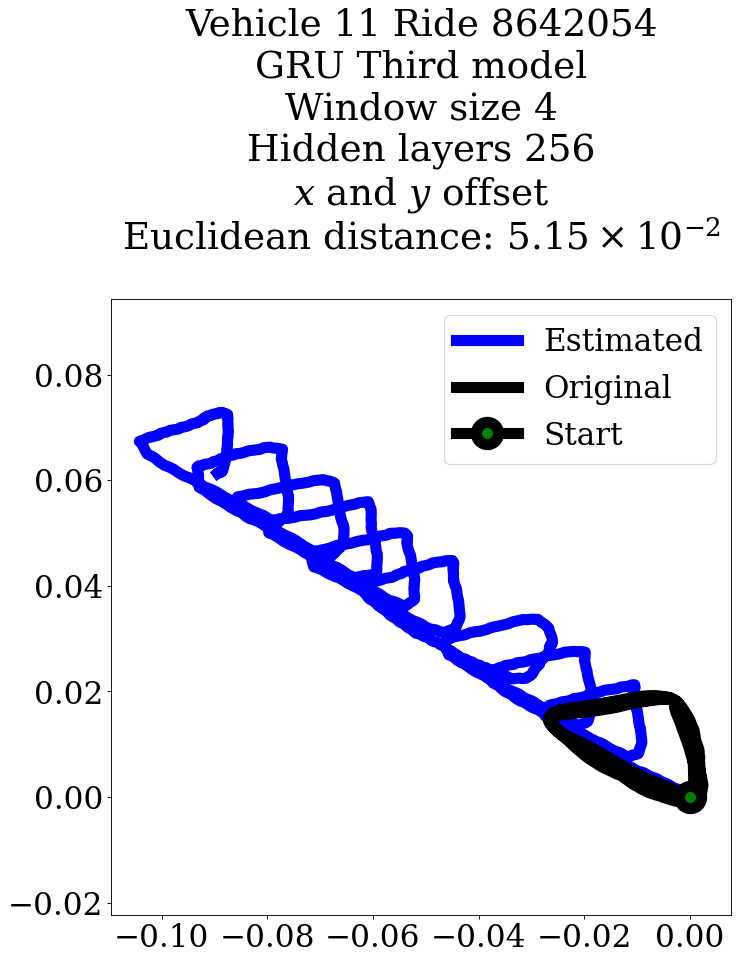 Vehicle 11 Ride 8642054
GRU Third model
Window size 4
Hidden layers 256
x and y offset
Euclidean distance: 5.15 × 10⁻²
Estimated
Original
Start
0.08
0.06
0.04
0.02
0.00
−0.02
−0.10 −0.08 −0.06 −0.04 −0.02 0.00